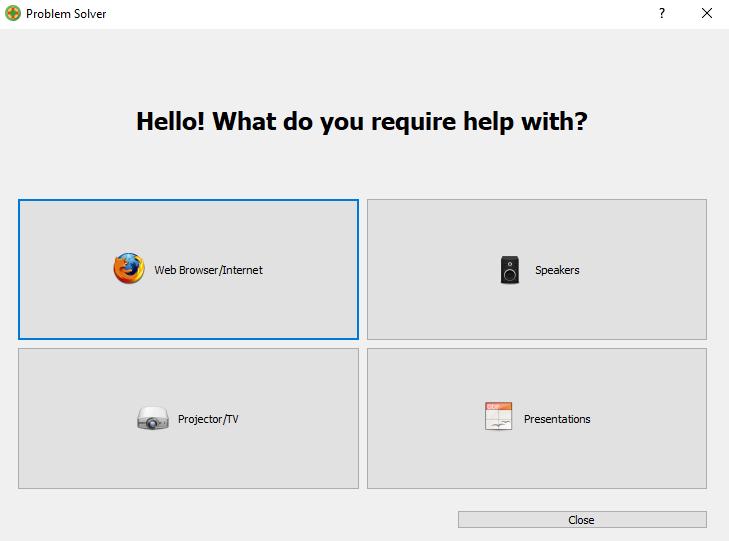 Problem Solver
?
Hello! What do you require help with?
Web Browser/Internet
Speakers
Projector/TV
Presentations
Close